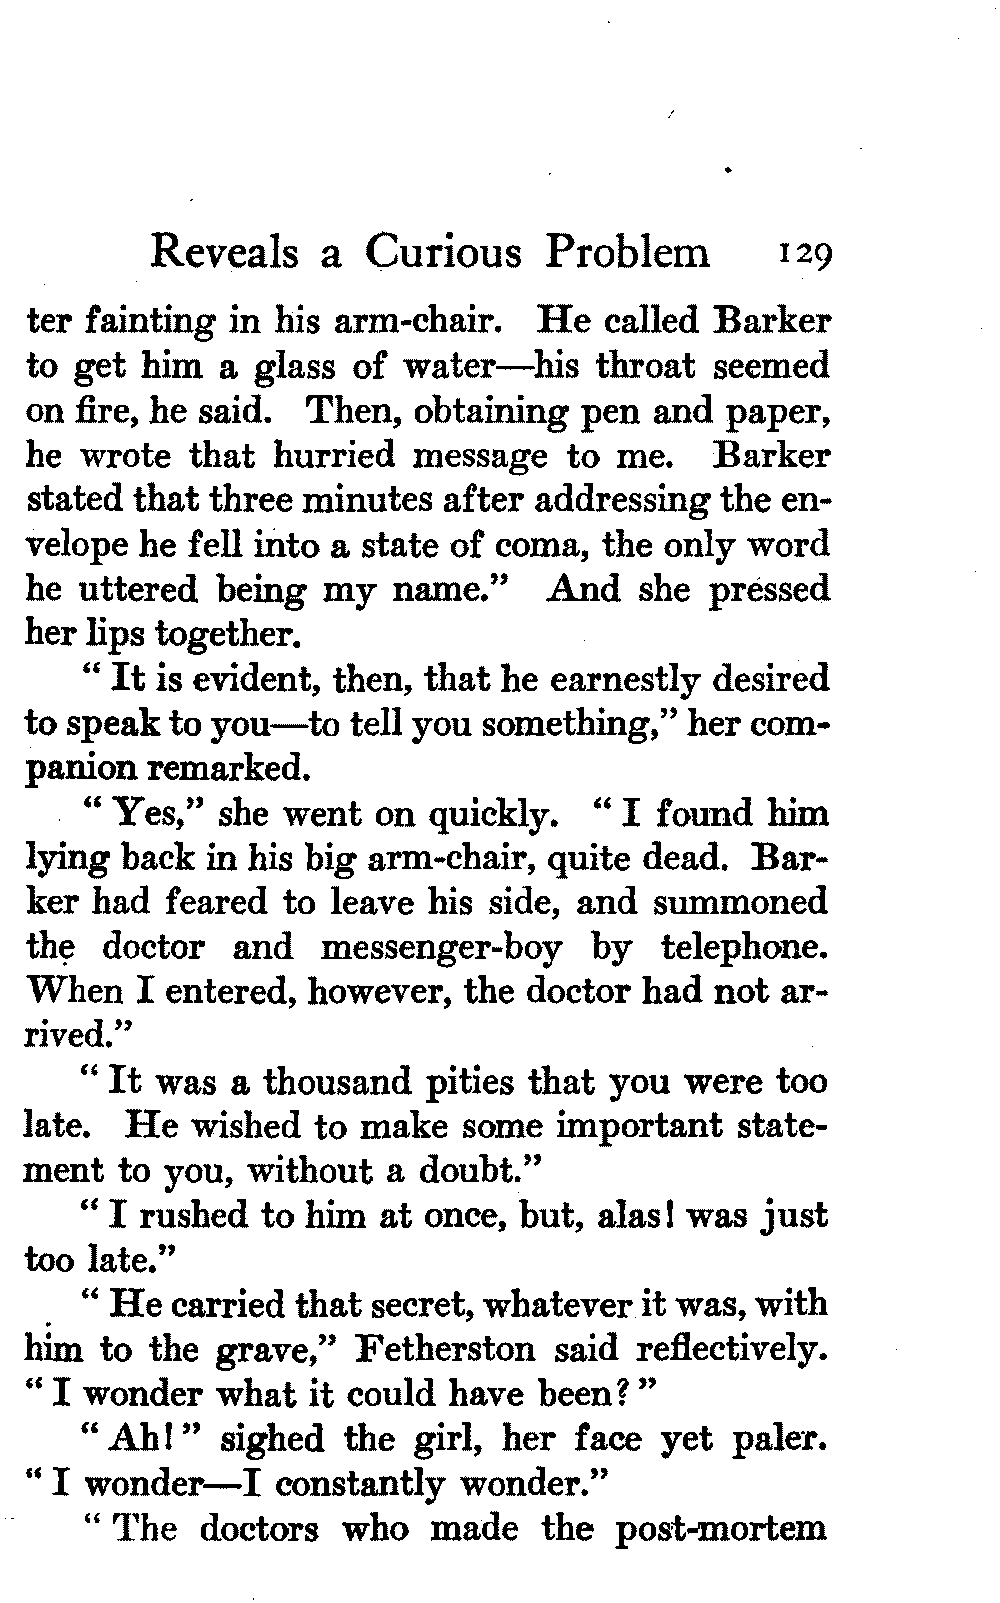 Reveals a Curious Problem 129
ter fainting in his arm-chair. He called Barker
to get him a glass of water—his throat seemed
on fire, he said. Then, obtaining pen and paper,
he wrote that hurried message to me. Barker
stated that three minutes after addressing the en-
velope he fell into a state of coma, the only word
he uttered being my name.” And she pressed
her lips together.
“ It is evident, then, that he earnestly desired
to speak to you—to tell you something,” her com-
panion remarked.
“ Yes,” she went on quickly. “ I found him
lying back in his big arm-chair, quite dead. Bar-
ker had feared to leave his side, and summoned
the doctor and messenger-boy by telephone.
When I entered, however, the doctor had not ar-
rived.”
“ It was a thousand pities that you were too
late. He wished to make some important state-
ment to you, without a doubt.”
“ I rushed to him at once, but, alas! was just
too late.”
“ He carried that secret, whatever it was, with
him to the grave,” Fetherston said reflectively.
“ I wonder what it could have been? ”
“ Ah! ” sighed the girl, her face yet paler.
“ I wonder—I constantly wonder.”
“ The doctors who made the post-mortem